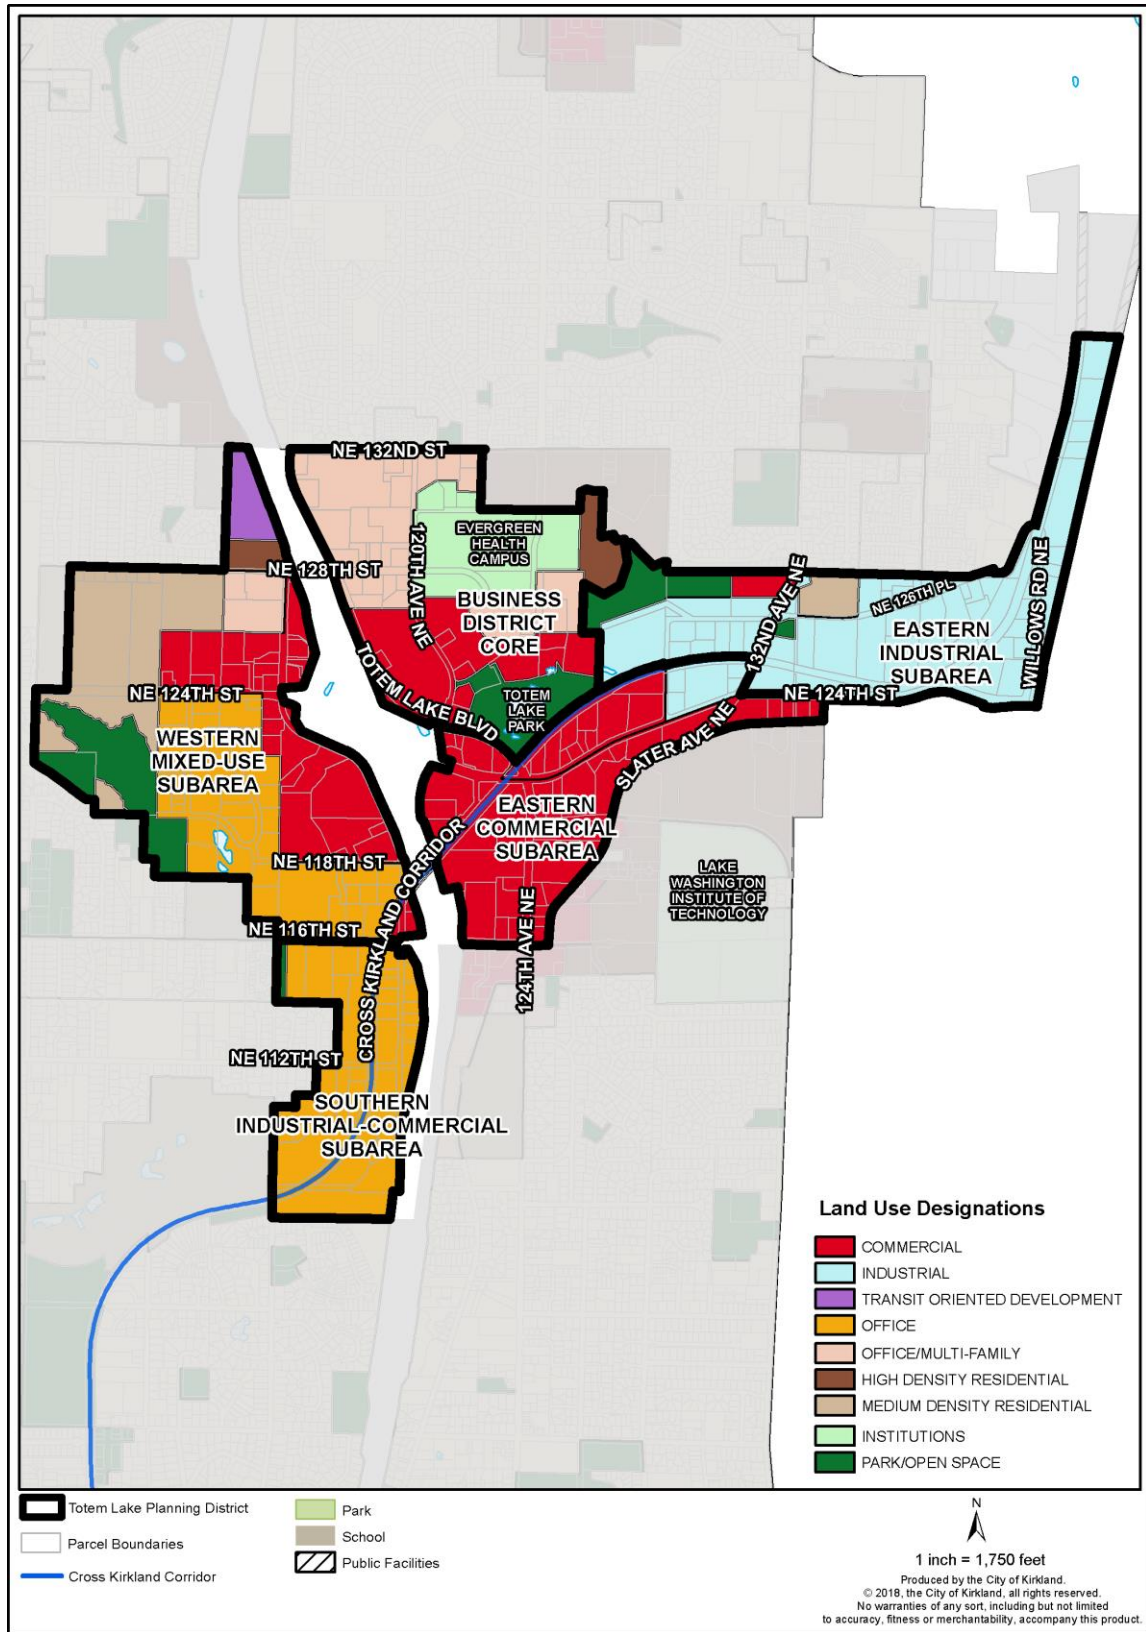 NE 132ND ST
EVERGREEN
HEALTH
CAMPUS
120TH AVE NE
NE 128TH ST
BUSINESS
DISTRICT
CORE
132ND AVE NE
NE 126TH PL
WILLOWS RD NE
EASTERN
INDUSTRIAL
SUBAREA
NE 124TH ST
NE 124TH ST
TOTEM LAKE BLVD
TOTEM
LAKE
PARK
SLATER AVE NE
WESTERN
MIXED-USE
SUBAREA
EASTERN
COMMERCIAL
SUBAREA
NE 118TH ST
CROSS KIRKLAND CORRIDOR
LAKE
WASHINGTON
INSTITUTE OF
TECHNOLOGY
NE 116TH ST
124TH AVE NE
NE 112TH ST
SOUTHERN
INDUSTRIAL-COMMERCIAL
SUBAREA
Land Use Designations
COMMERCIAL
INDUSTRIAL
TRANSIT ORIENTED DEVELOPMENT
OFFICE
OFFICE/MULTI-FAMILY
HIGH DENSITY RESIDENTIAL
MEDIUM DENSITY RESIDENTIAL
INSTITUTIONS
PARK/OPEN SPACE
Totem Lake Planning District
Parcel Boundaries
Cross Kirkland Corridor
Park
School
Public Facilities
N
1 inch = 1,750 feet
Produced by the City of Kirkland.
© 2018, the City of Kirkland, all rights reserved.
No warranties of any sort, including but not limited
to accuracy, fitness or merchantability, accompany this product.